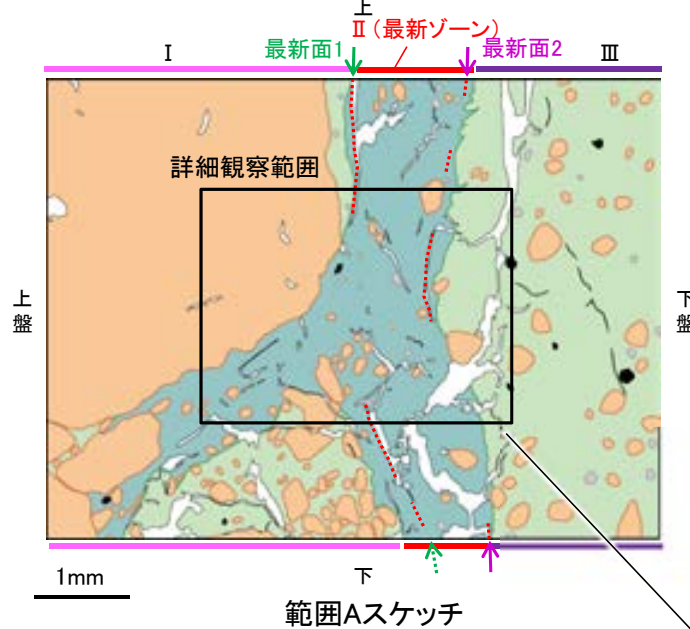 上
Ⅱ(最新ゾーン)
Ⅰ
最新面1
最新面2
Ⅲ
詳細観察範囲
上盤
下盤
1mm
下
範囲Aスケッチ